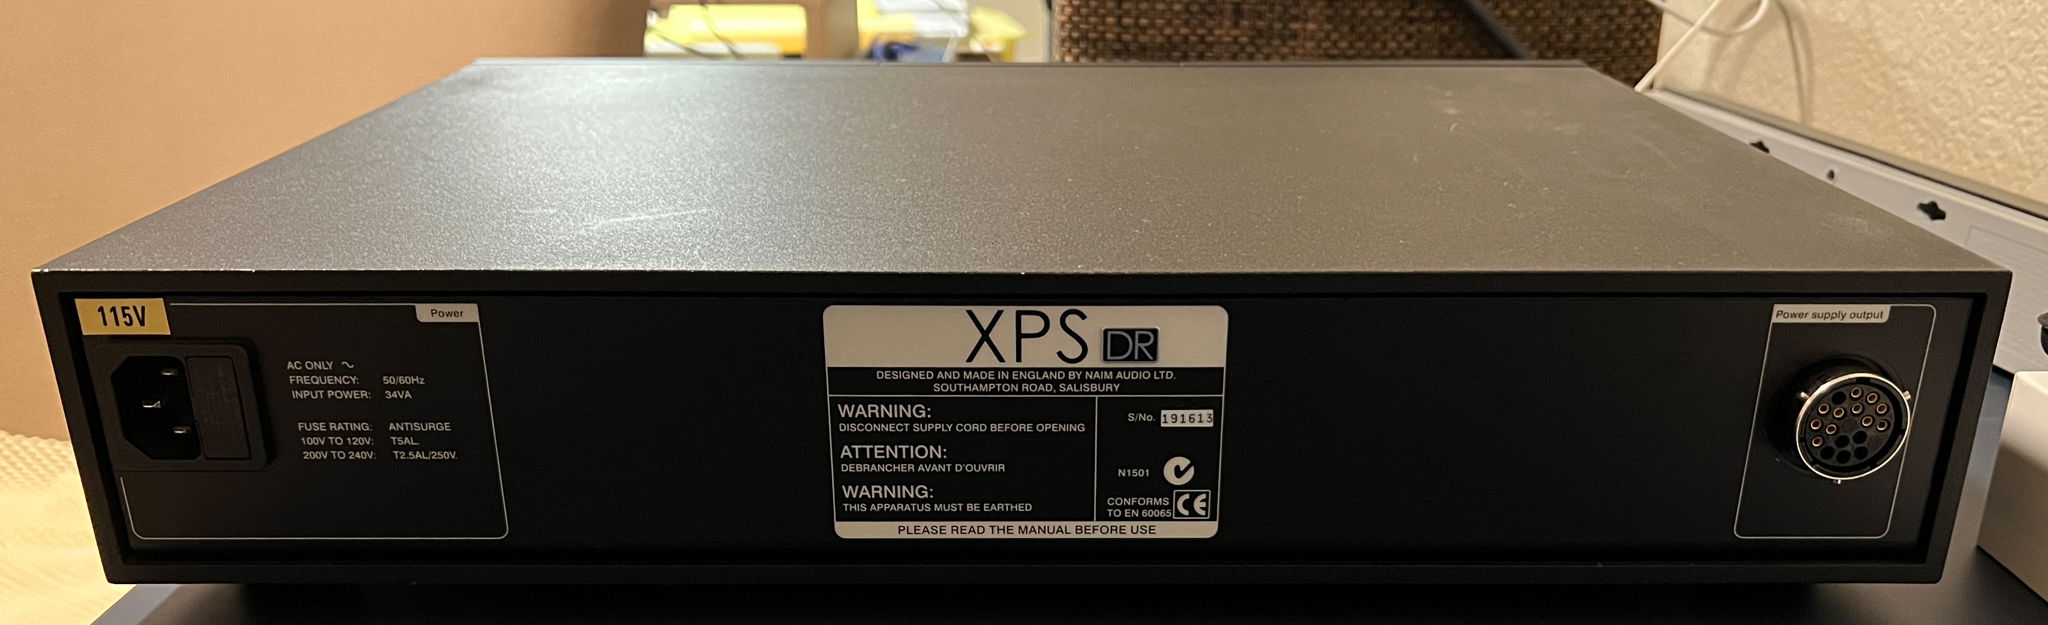 115V
Power
AC ONLY ∿
FREQUENCY: 50/60Hz
INPUT POWER: 34VA
FUSE RATING: ANTISURGE
100V TO 120V: T5AL.
200V TO 240V: T2.5AL/250V.
XPS DR
DESIGNED AND MADE IN ENGLAND BY NAIM AUDIO LTD.
SOUTHAMPTON ROAD, SALISBURY
WARNING:
DISCONNECT SUPPLY CORD BEFORE OPENING
ATTENTION:
DEBRANCHER AVANT D'OUVRIR
WARNING:
THIS APPARATUS MUST BE EARTHED
S/No. 191613
N1501
CONFORMS
TO EN 60065 CE
PLEASE READ THE MANUAL BEFORE USE
Power supply output